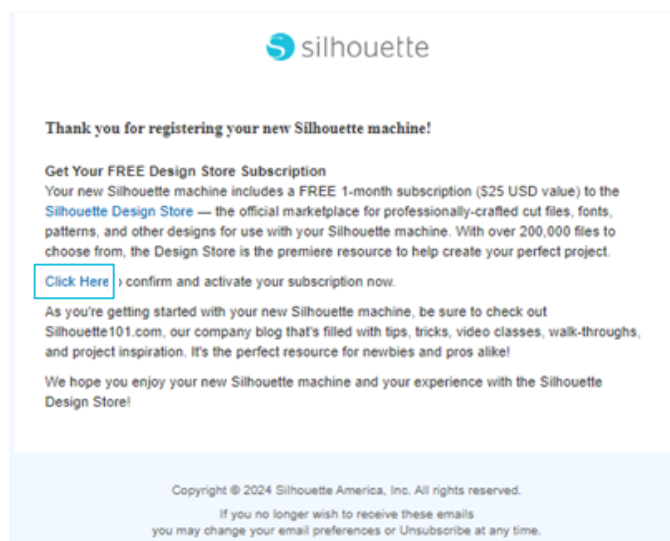 silhouette
Thank you for registering your new Silhouette machine!
Get Your FREE Design Store Subscription
Your new Silhouette machine includes a FREE 1-month subscription ($25 USD value) to the
Silhouette Design Store — the official marketplace for professionally-crafted cut files, fonts,
patterns, and other designs for use with your Silhouette machine. With over 200,000 files to
choose from, the Design Store is the premiere resource to help create your perfect project.
Click Here confirm and activate your subscription now.
As you're getting started with your new Silhouette machine, be sure to check out
Silhouette101.com, our company blog that's filled with tips, tricks, video classes, walk-throughs,
and project inspiration. It's the perfect resource for newbies and pros alike!
We hope you enjoy your new Silhouette machine and your experience with the Silhouette
Design Store!
Copyright © 2024 Silhouette America, Inc. All rights reserved.
If you no longer wish to receive these emails
you may change your email preferences or Unsubscribe at any time.